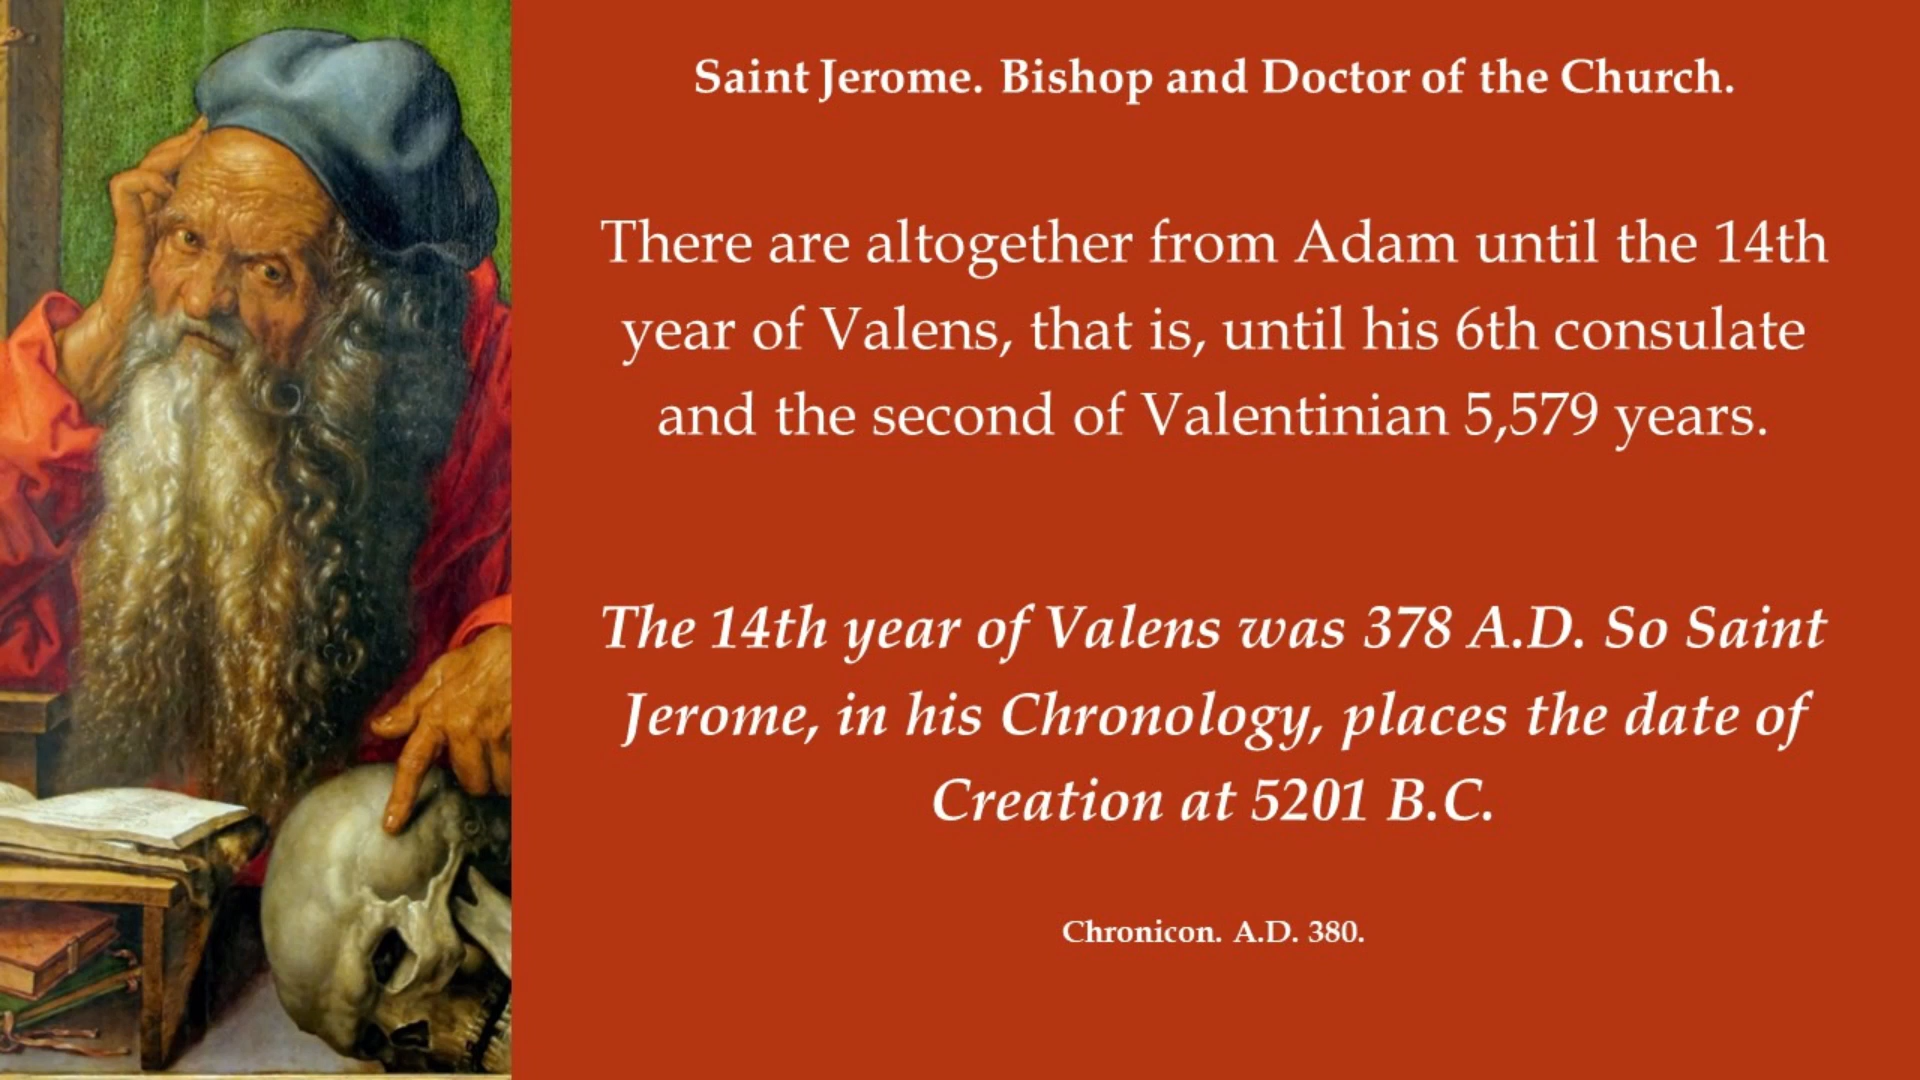 Saint Jerome. Bishop and Doctor of the Church.
There are altogether from Adam until the 14th
year of Valens, that is, until his 6th consulate
and the second of Valentinian 5,579 years.
The 14th year of Valens was 378 A.D. So Saint
Jerome, in his Chronology, places the date of
Creation at 5201 B.C.
Chronicon. A.D. 380.